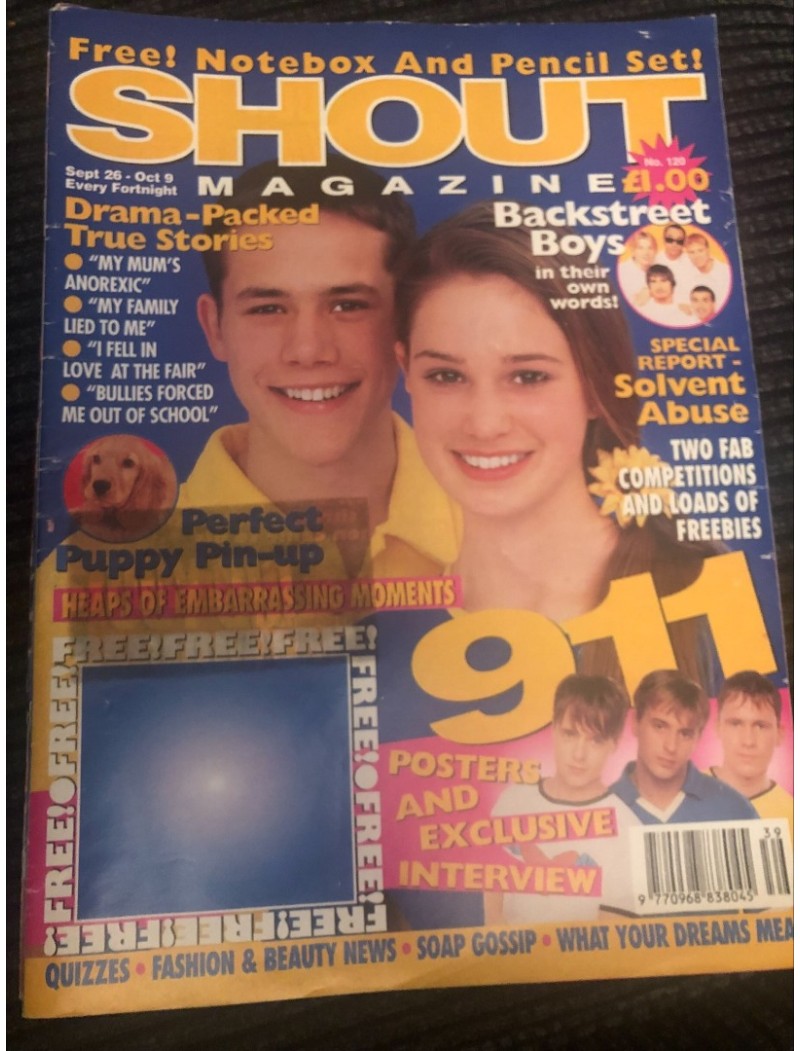 Free! Notebox And Pencil Set!
SHOUT
MAGAZINE
Sept 26 - Oct 9
Every Fortnight
No. 120
£1.00
Drama-Packed
True Stories
"MY MUM'S
ANOREXIC"
"MY FAMILY
LIED TO ME"
"I FELL IN
LOVE AT THE FAIR"
"BULLIES FORCED
ME OUT OF SCHOOL"
Backstreet
Boys
in their
own
words!
SPECIAL
REPORT -
Solvent
Abuse
TWO FAB
COMPETITIONS
AND LOADS OF
FREEBIES
Perfect
Puppy Pin-up
HEAPS OF EMBARRASSING MOMENTS
911
POSTERS
AND
EXCLUSIVE
INTERVIEW
FREE!FREE!FREE!
FREE!●FREE!
FREE!●FREE!
FREE!FREE!FREE!
39
9 770968 838045
QUIZZES • FASHION & BEAUTY NEWS • SOAP GOSSIP • WHAT YOUR DREAMS MEA